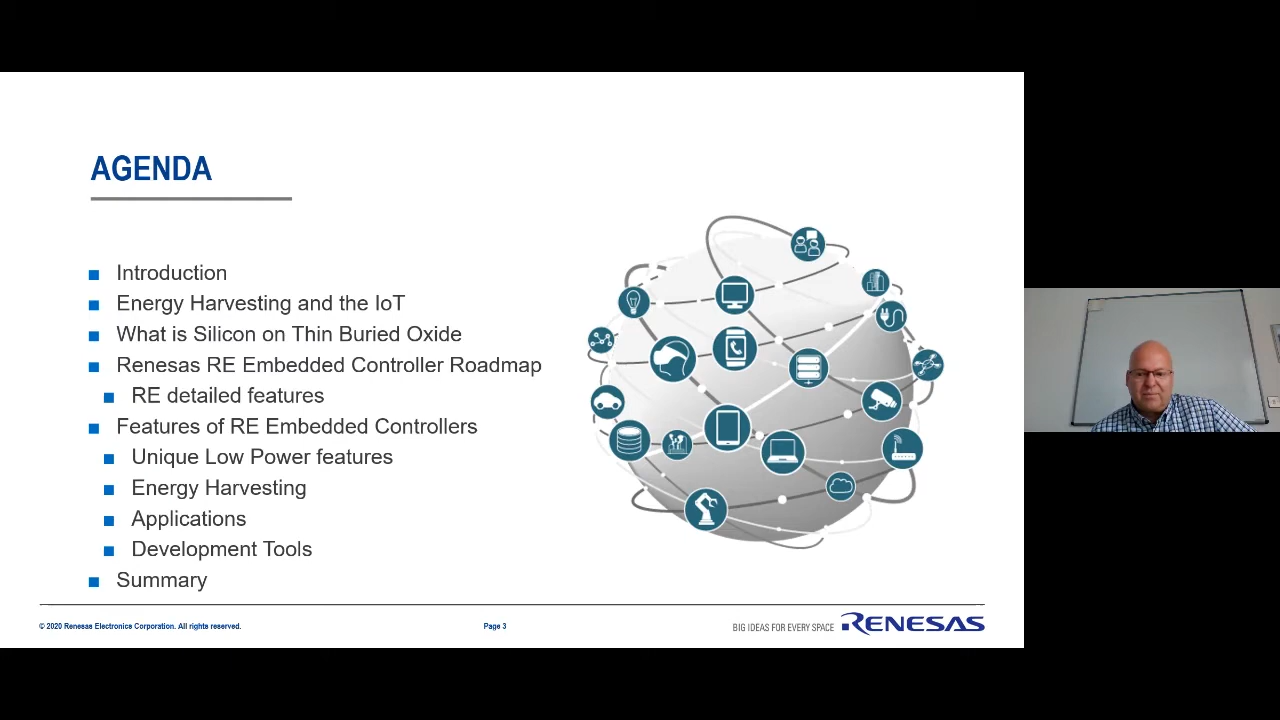 AGENDA
Introduction
Energy Harvesting and the IoT
What is Silicon on Thin Buried Oxide
Renesas RE Embedded Controller Roadmap
RE detailed features
Features of RE Embedded Controllers
Unique Low Power features
Energy Harvesting
Applications
Development Tools
Summary
© 2020 Renesas Electronics Corporation. All rights reserved.
Page 3
BIG IDEAS FOR EVERY SPACE
RENESAS